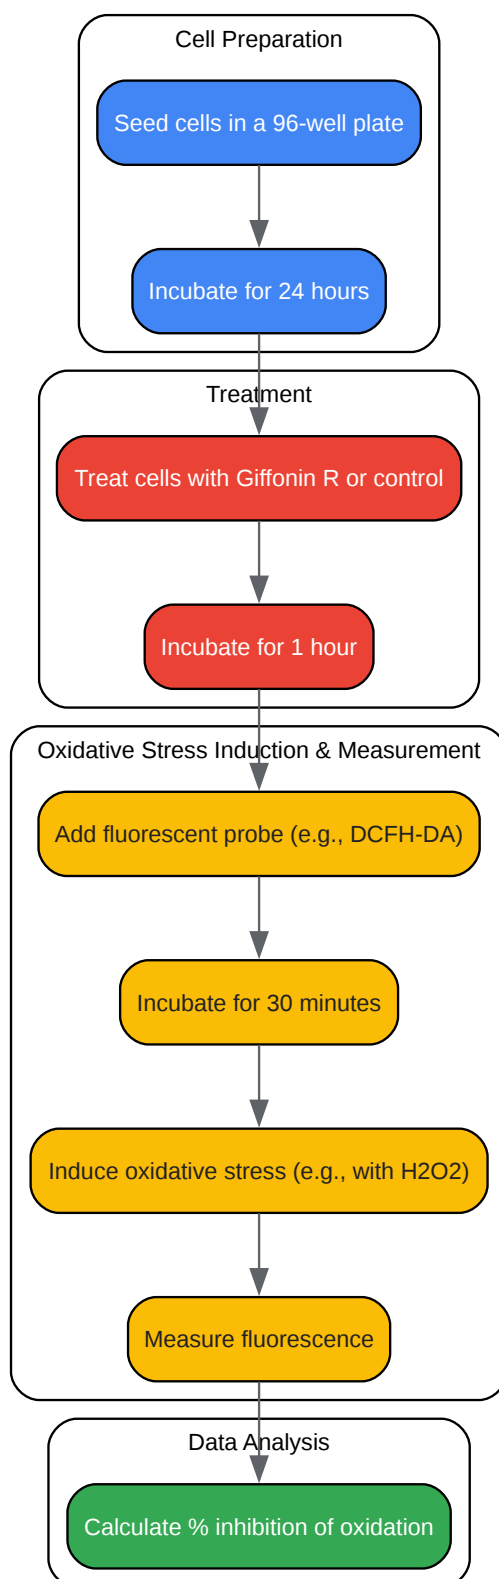 Cell Preparation
Seed cells in a 96-well plate
Incubate for 24 hours
Treatment
Treat cells with Giffonin R or control
Incubate for 1 hour
Oxidative Stress Induction & Measurement
Add fluorescent probe (e.g., DCFH-DA)
Incubate for 30 minutes
Induce oxidative stress (e.g., with H2O2)
Measure fluorescence
Data Analysis
Calculate % inhibition of oxidation